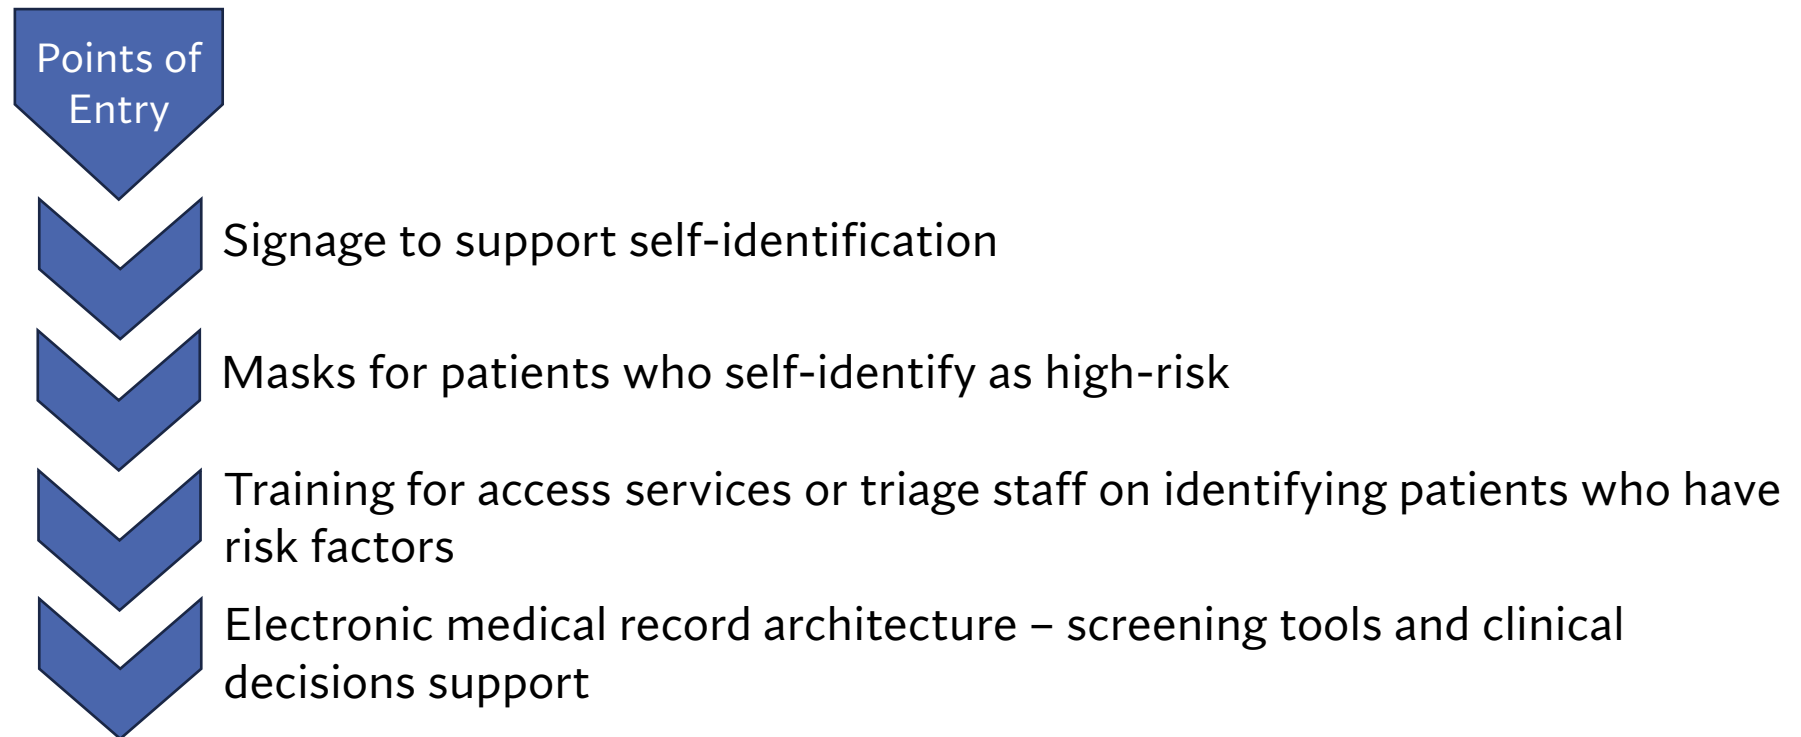 Points of
Entry
Signage to support self-identification
Masks for patients who self-identify as high-risk
Training for access services or triage staff on identifying patients who have
risk factors
Electronic medical record architecture – screening tools and clinical
decisions support